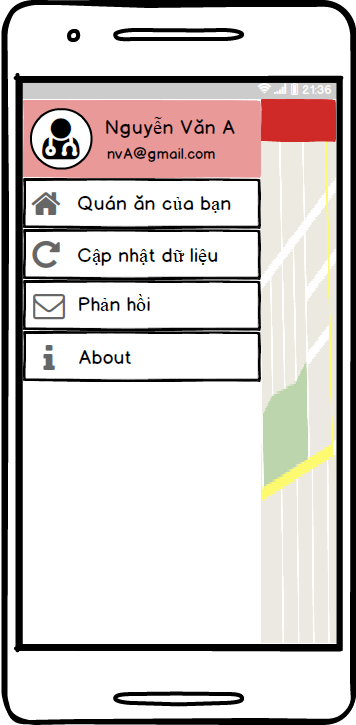 21:36
Nguyễn Văn A
nvA@gmail.com
Quán ăn của bạn
Cập nhật dữ liệu
Phản hồi
About